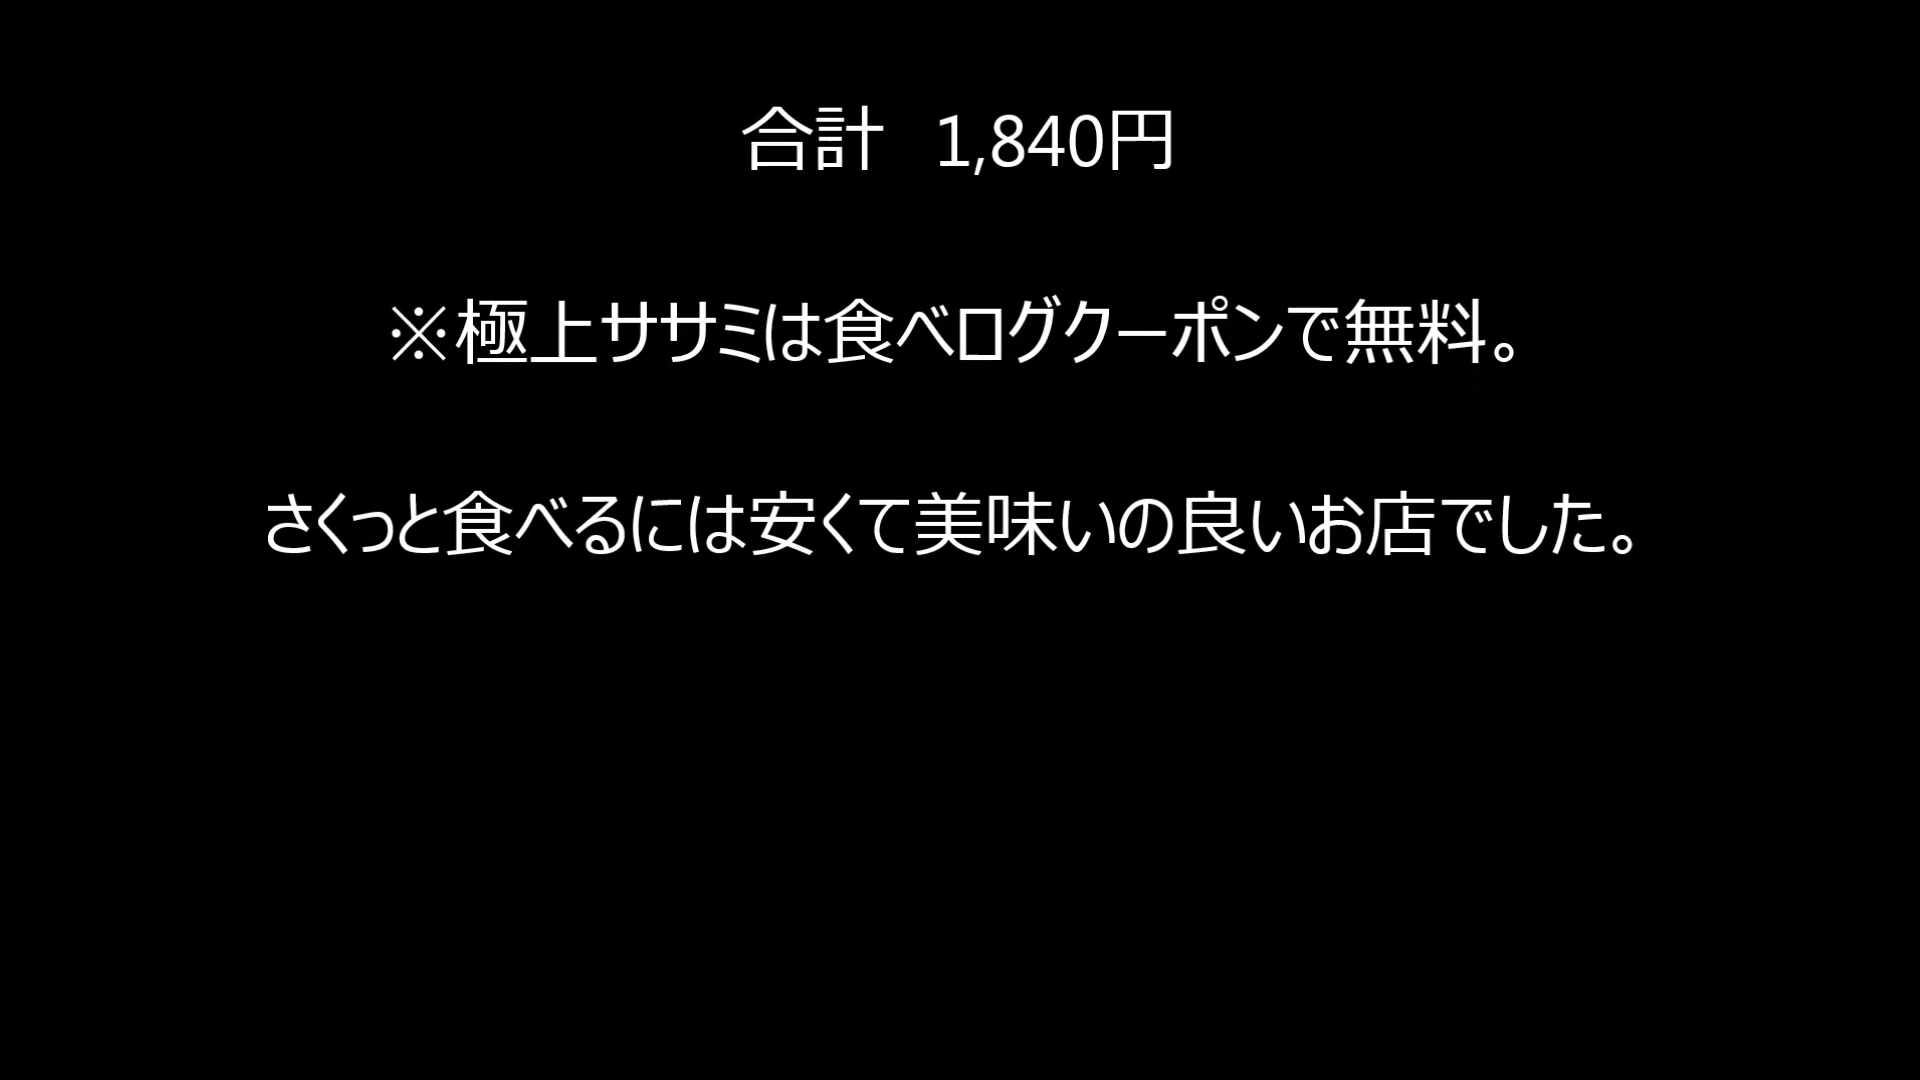 合計　1,840円
※極上ササミは食べログクーポンで無料。
さくっと食べるには安くて美味いの良いお店でした。